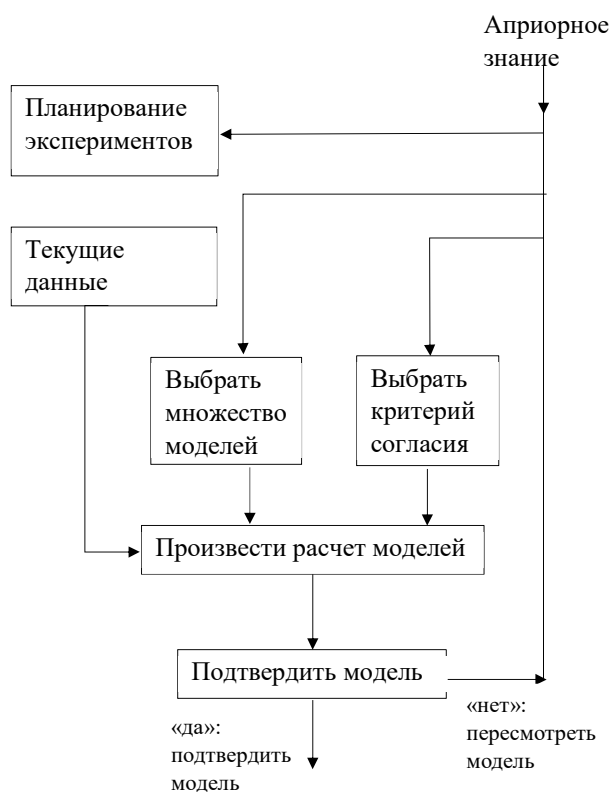 Априорное
знание
Планирование
экспериментов
Текущие
данные
Выбрать
множество
моделей
Выбрать
критерий
согласия
Произвести расчет моделей
Подтвердить модель
«да»:
подтвердить
модель
«нет»:
пересмотреть
модель